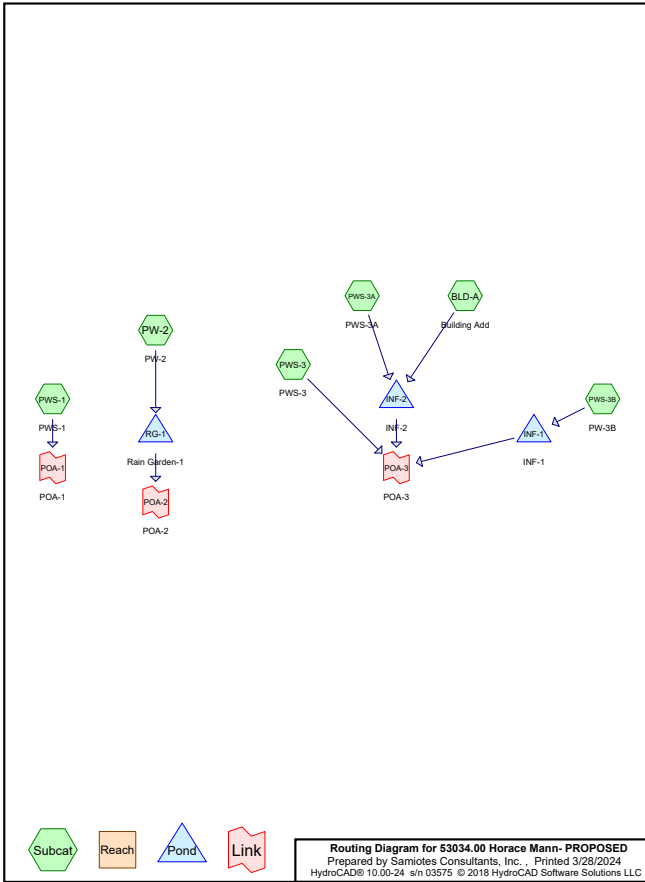 PWS-3A
BLD-A
PWS-3A
Building Add
PW-2
PW-2
PWS-3
PWS-3
INF-2
INF-2
PWS-1
PWS-1
PWS-3B
PW-3B
RG-1
Rain Garden-1
INF-1
INF-1
POA-1
POA-1
POA-3
POA-3
POA-2
POA-2
Subcat
Reach
Pond
Link
Routing Diagram for 53034.00 Horace Mann- PROPOSED
Prepared by Samiotes Consultants, Inc. , Printed 3/28/2024
HydroCAD® 10.00-24 s/n 03575 © 2018 HydroCAD Software Solutions LLC